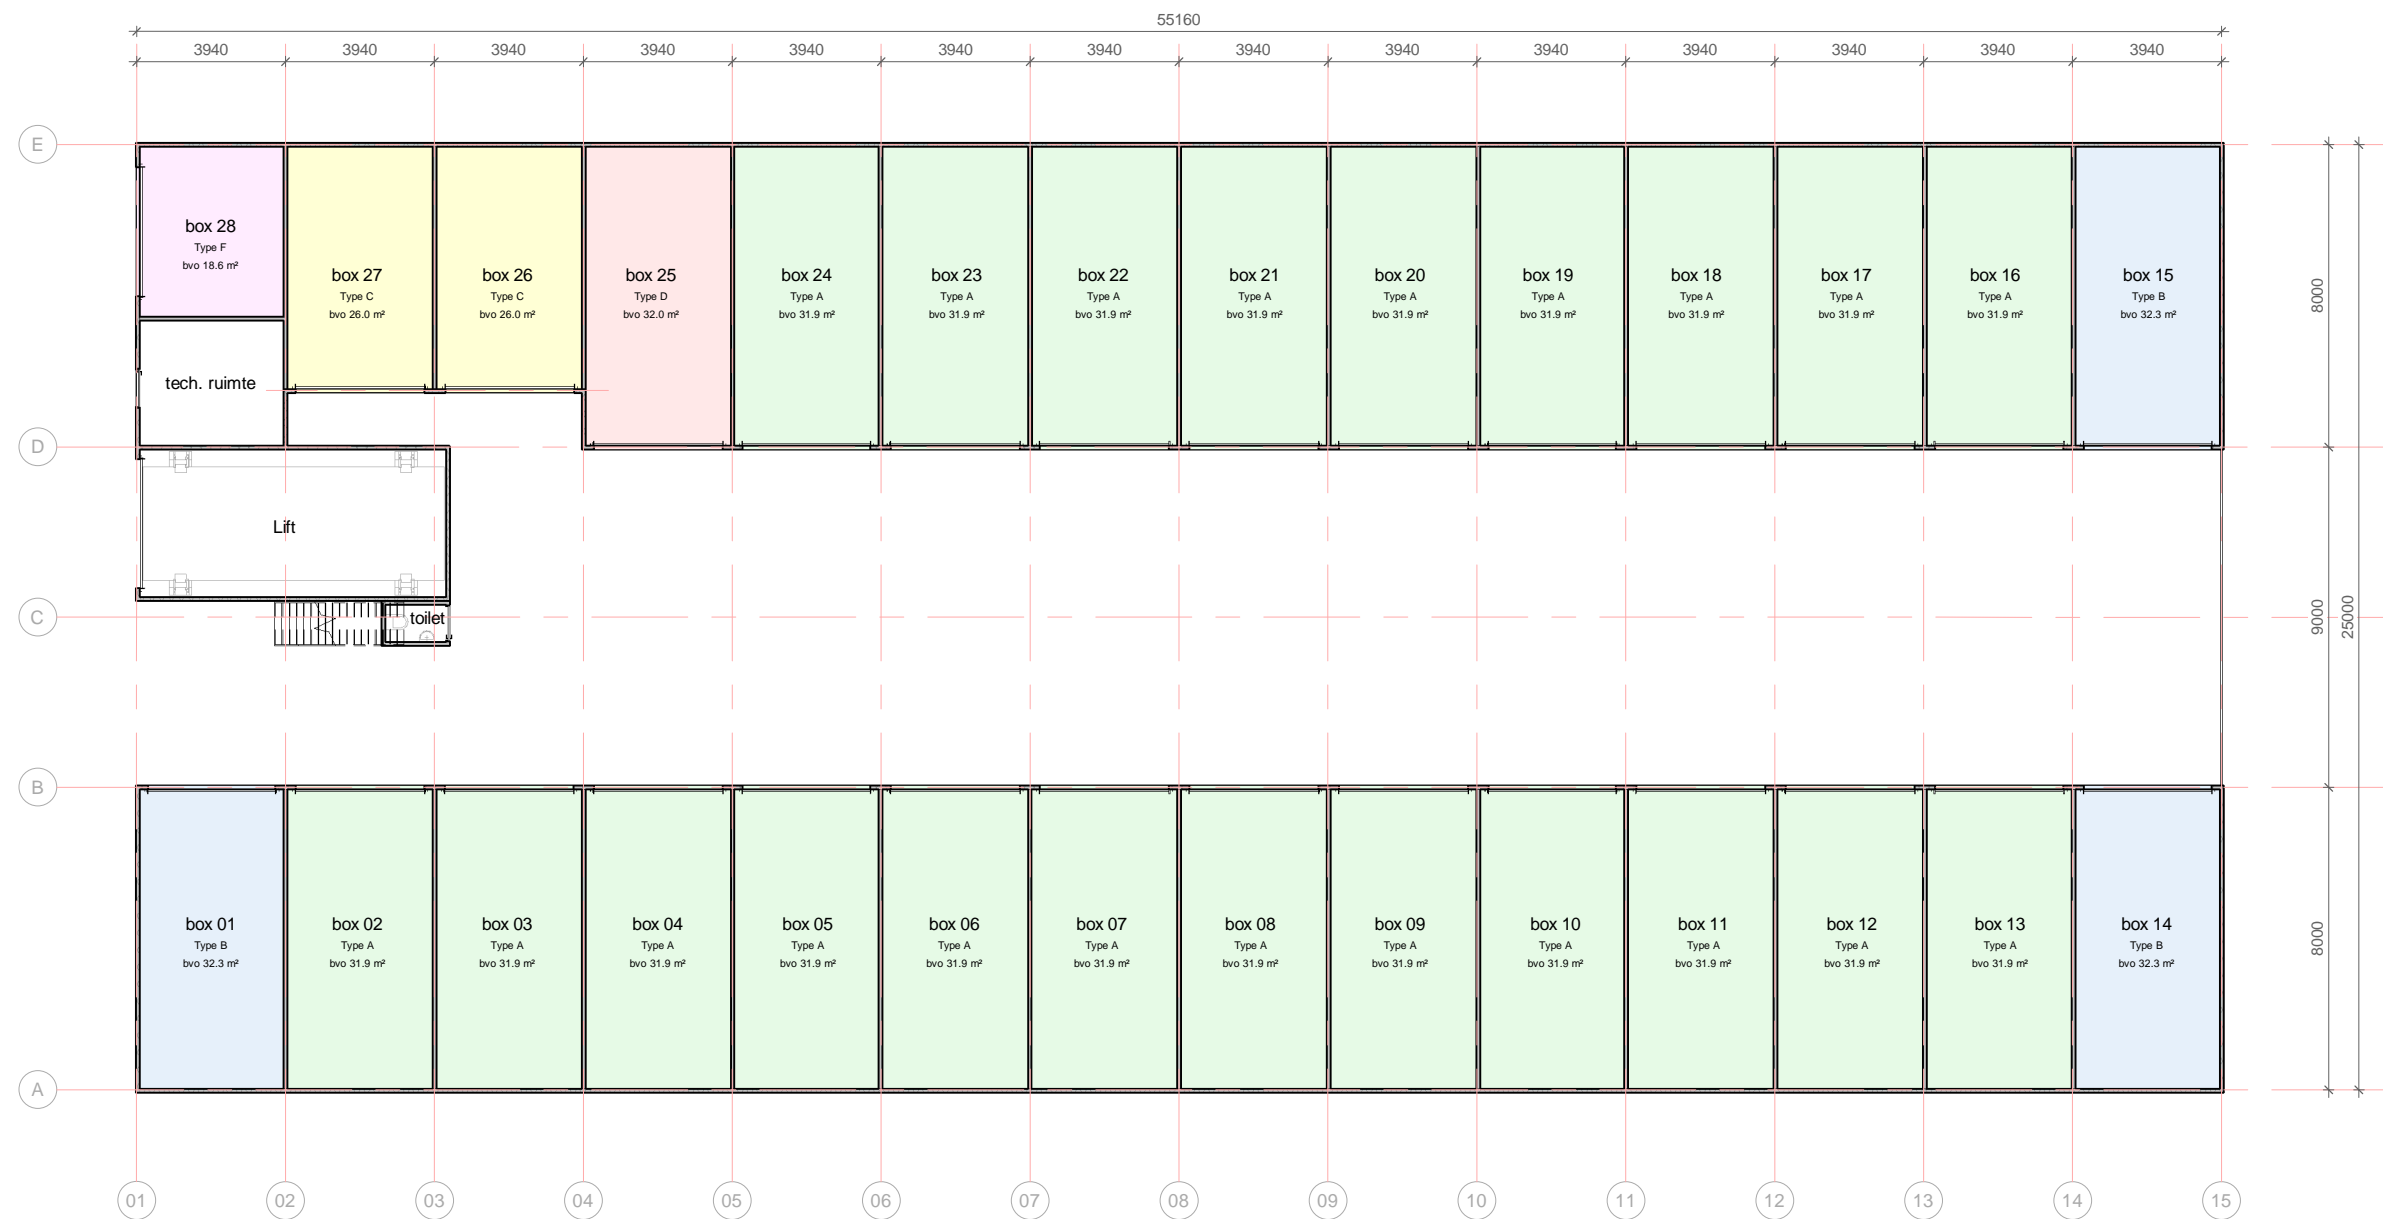 55160
3940 3940 3940 3940 3940 3940 3940 3940 3940 3940 3940 3940 3940 3940
E
box 28
Type F
bvo 18.6 m²
box 27
Type C
bvo 26.0 m²
box 26
Type C
bvo 26.0 m²
box 25
Type D
bvo 32.0 m²
box 24
Type A
bvo 31.9 m²
box 23
Type A
bvo 31.9 m²
box 22
Type A
bvo 31.9 m²
box 21
Type A
bvo 31.9 m²
box 20
Type A
bvo 31.9 m²
box 19
Type A
bvo 31.9 m²
box 18
Type A
bvo 31.9 m²
box 17
Type A
bvo 31.9 m²
box 16
Type A
bvo 31.9 m²
box 15
Type B
bvo 32.3 m²
8000
tech. ruimte
D
Lift
C
toilet
9000
25000
B
box 01
Type B
bvo 32.3 m²
box 02
Type A
bvo 31.9 m²
box 03
Type A
bvo 31.9 m²
box 04
Type A
bvo 31.9 m²
box 05
Type A
bvo 31.9 m²
box 06
Type A
bvo 31.9 m²
box 07
Type A
bvo 31.9 m²
box 08
Type A
bvo 31.9 m²
box 09
Type A
bvo 31.9 m²
box 10
Type A
bvo 31.9 m²
box 11
Type A
bvo 31.9 m²
box 12
Type A
bvo 31.9 m²
box 13
Type A
bvo 31.9 m²
box 14
Type B
bvo 32.3 m²
8000
A
01 02 03 04 05 06 07 08 09 10 11 12 13 14 15